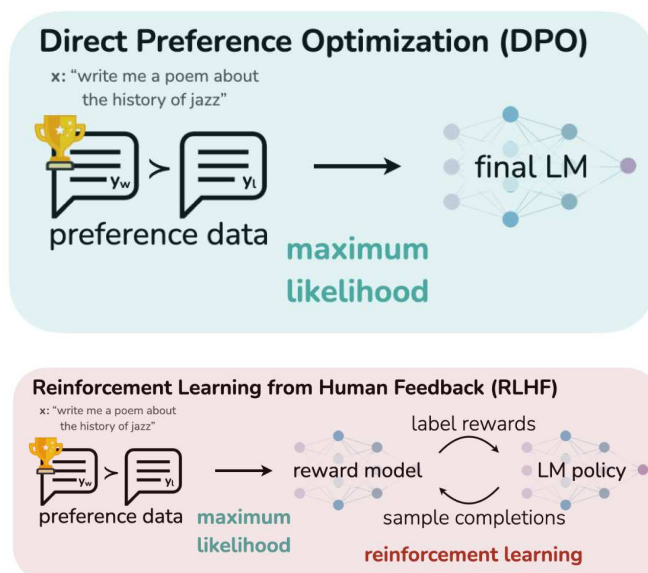 Direct Preference Optimization (DPO)
x: “write me a poem about
the history of jazz”
yw
≻
yl
preference data
maximum
likelihood
final LM
Reinforcement Learning from Human Feedback (RLHF)
x: “write me a poem about
the history of jazz”
yw
≻
yl
preference data
maximum
likelihood
reward model
label rewards
sample completions
LM policy
reinforcement learning